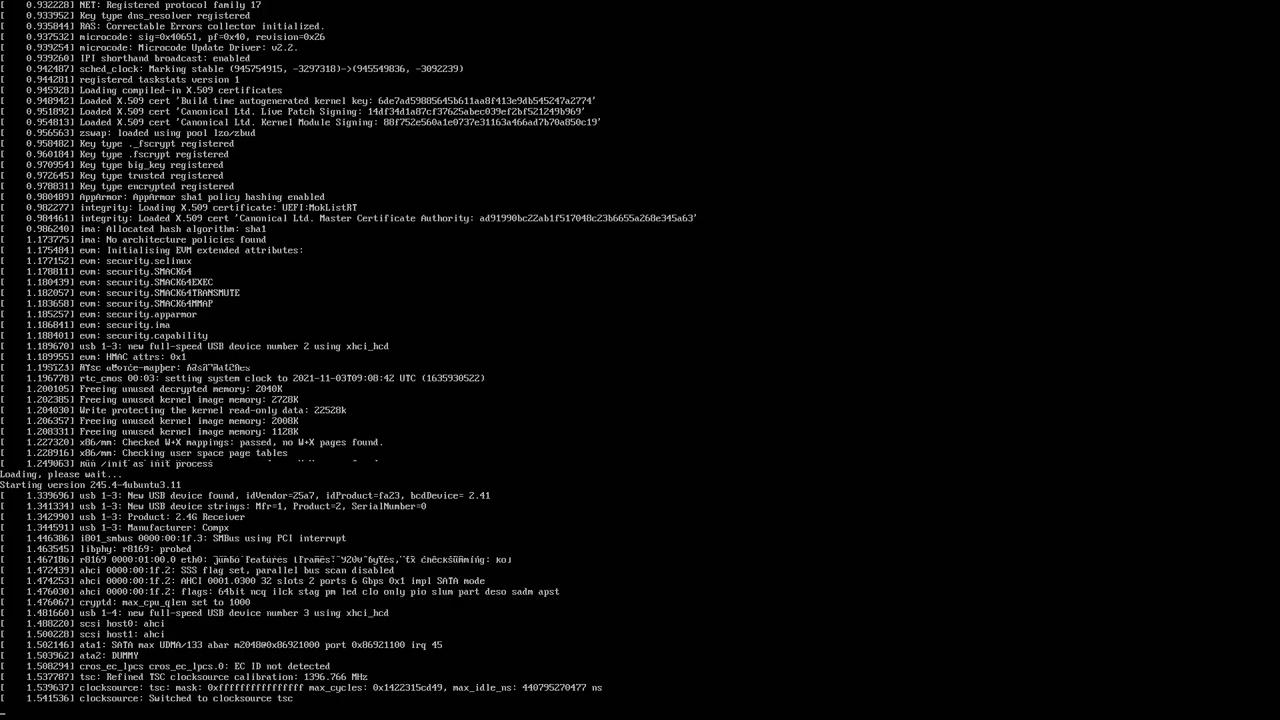 [    0.932228] NET: Registered protocol family 17
[    0.933952] Key type dns_resolver registered
[    0.935844] RAS: Correctable Errors collector initialized.
[    0.937532] microcode: sig=0x40651, pf=0x40, revision=0x26
[    0.939254] microcode: Microcode Update Driver: v2.2.
[    0.939260] IPI shorthand broadcast: enabled
[    0.942487] sched_clock: Marking stable (945754915, -3297318)->(945549836, -3092239)
[    0.944281] registered taskstats version 1
[    0.945928] Loading compiled-in X.509 certificates
[    0.948942] Loaded X.509 cert 'Build time autogenerated kernel key: 6de7ad59885645b611aa8f413e9db545247a2774'
[    0.951892] Loaded X.509 cert 'Canonical Ltd. Live Patch Signing: 14df34d1a87cf37625abec039ef2bf521249b969'
[    0.954813] Loaded X.509 cert 'Canonical Ltd. Kernel Module Signing: 88f752e560a1e0737e31163a466ad7b70a850c19'
[    0.956563] zswap: loaded using pool lzo/zbud
[    0.958482] Key type ._fscrypt registered
[    0.960184] Key type .fscrypt registered
[    0.970954] Key type big_key registered
[    0.972645] Key type trusted registered
[    0.978831] Key type encrypted registered
[    0.980489] AppArmor: AppArmor sha1 policy hashing enabled
[    0.982277] integrity: Loading X.509 certificate: UEFI:MokListRT
[    0.984461] integrity: Loaded X.509 cert 'Canonical Ltd. Master Certificate Authority: ad91990bc22ab1f517048c23b6655a268e345a63'
[    0.986240] ima: Allocated hash algorithm: sha1
[    1.173775] ima: No architecture policies found
[    1.175484] evm: Initialising EVM extended attributes:
[    1.177152] evm: security.selinux
[    1.178811] evm: security.SMACK64
[    1.180439] evm: security.SMACK64EXEC
[    1.182057] evm: security.SMACK64TRANSMUTE
[    1.183658] evm: security.SMACK64MMAP
[    1.185257] evm: security.apparmor
[    1.186841] evm: security.ima
[    1.188401] evm: security.capability
[    1.189670] usb 1-3: new full-speed USB device number 2 using xhci_hcd
[    1.189955] evm: HMAC attrs: 0x1
[    1.196778] rtc_cmos 00:03: setting system clock to 2021-11-03T09:08:42 UTC (1635930522)
[    1.200105] Freeing unused decrypted memory: 2040K
[    1.202385] Freeing unused kernel image memory: 2728K
[    1.204030] Write protecting the kernel read-only data: 22528k
[    1.206357] Freeing unused kernel image memory: 2008K
[    1.208331] Freeing unused kernel image memory: 1128K
[    1.227320] x86/mm: Checked W+X mappings: passed, no W+X pages found.
[    1.228916] x86/mm: Checking user space page tables
[    1.249063] Run /init as init process
Loading, please wait...
Starting version 245.4-4ubuntu3.11
[    1.339696] usb 1-3: New USB device found, idVendor=25a7, idProduct=fa23, bcdDevice= 2.41
[    1.341334] usb 1-3: New USB device strings: Mfr=1, Product=2, SerialNumber=0
[    1.342990] usb 1-3: Product: 2.4G Receiver
[    1.344591] usb 1-3: Manufacturer: Compx
[    1.446386] i801_smbus 0000:00:1f.3: SMBus using PCI interrupt
[    1.463545] libphy: r8169: probed
[    1.467186] r8169 0000:01:00.0 eth0: jumbo features [frames: bytes, tx checksumming: ko]
[    1.472439] ahci 0000:00:1f.2: SSS flag set, parallel bus scan disabled
[    1.474253] ahci 0000:00:1f.2: AHCI 0001.0300 32 slots 2 ports 6 Gbps 0x1 impl SATA mode
[    1.476030] ahci 0000:00:1f.2: flags: 64bit ncq ilck stag pm led clo only pio slum part deso sadm apst
[    1.476067] cryptd: max_cpu_qlen set to 1000
[    1.481660] usb 1-4: new full-speed USB device number 3 using xhci_hcd
[    1.488220] scsi host0: ahci
[    1.500228] scsi host1: ahci
[    1.502146] ata1: SATA max UDMA/133 abar m2048@0x86921000 port 0x86921100 irq 45
[    1.503962] ata2: DUMMY
[    1.508294] cros_ec_lpcs cros_ec_lpcs.0: EC ID not detected
[    1.537787] tsc: Refined TSC clocksource calibration: 1396.766 MHz
[    1.539637] clocksource: tsc: mask: 0xffffffffffffffff max_cycles: 0x1422315cd49, max_idle_ns: 440795270477 ns
[    1.541536] clocksource: Switched to clocksource tsc